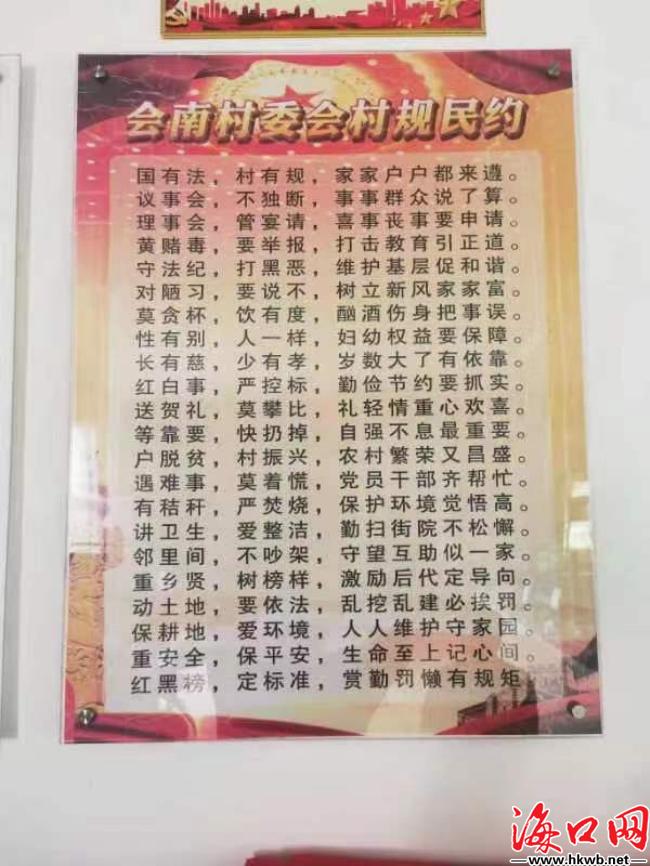 会南村委会村规民约
国有法，村有规，家家户户都来遵。
议事会，不独断，事事群众说了算。
理事会，管宴请，喜事丧事要申请。
黄赌毒，要举报，打击教育引正道。
守法纪，打黑恶，维护基层促和谐。
对陋习，要说不，树立新风家家富。
莫贪杯，饮有度，酗酒伤身把事误。
性有别，人一样，妇幼权益要保障。
长有慈，少有孝，岁数大了有依靠。
红白事，严控标，勤俭节约要抓实。
送贺礼，莫攀比，礼轻情重心欢喜。
等靠要，快扔掉，自强不息最重要。
户脱贫，村振兴，农村繁荣又昌盛。
遇难事，莫着慌，党员干部齐帮忙。
有秸秆，严焚烧，保护环境觉悟高。
讲卫生，爱整洁，勤扫街院不松懈。
邻里间，不吵架，守望互助似一家。
重乡贤，树榜样，激励后代定导向。
动土地，要依法，乱挖乱建必挨罚。
保耕地，爱环境，人人维护守家园。
重安全，保平安，生命至上记心间。
红黑榜，定标准，赏勤罚懒有规矩。
海口网
www.hkwb.net